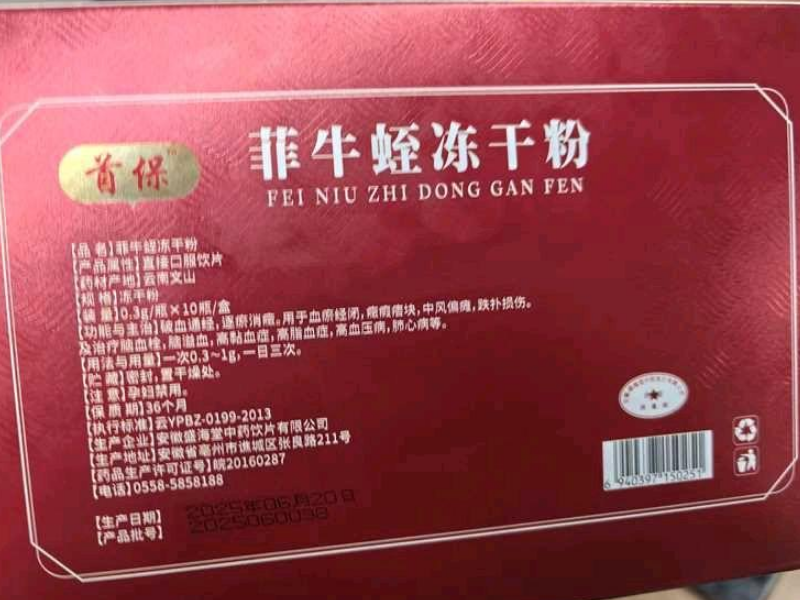 首保
菲牛蛭冻干粉
FEI NIU ZHI DONG GAN FEN
【品 名】菲牛蛭冻干粉
【产品属性】直接口服饮片
【药材产地】云南文山
【规 格】冻干粉
【装 量】0.3g/瓶×10瓶/盒
【功能与主治】破血通经,逐瘀消癥。用于血瘀经闭,癥瘕痞块,中风偏瘫,跌扑损伤。
及治疗脑血栓,脑溢血,高黏血症,高脂血症,高血压病,肺心病等。
【用法与用量】一次0.3~1g,一日三次。
【贮 藏】密封,置干燥处。
【注 意】孕妇禁用。
【保 质 期】36个月
【执行标准】云YPBZ-0199-2013
【生产企业】安徽盛海堂中药饮片有限公司
【生产地址】安徽省亳州市谯城区张良路211号
【药品生产许可证号】皖20160287
【电话】0558-5858188
【生产日期】 2025年06月20日
【产品批号】 2025060038
6 940397 150251